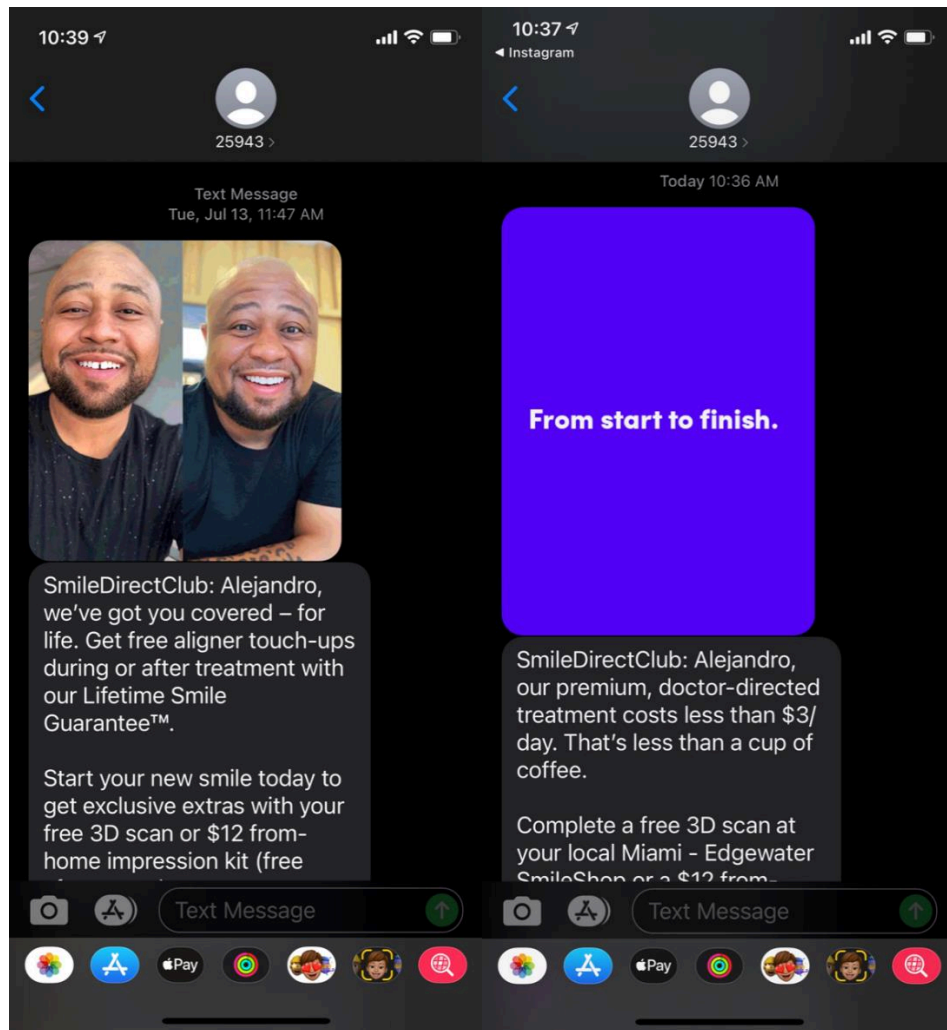 10:39
25943 >
Text Message
Tue, Jul 13, 11:47 AM
SmileDirectClub: Alejandro,
we’ve got you covered – for
life. Get free aligner touch-ups
during or after treatment with
our Lifetime Smile
Guarantee™.
Start your new smile today to
get exclusive extras with your
free 3D scan or $12 from-
home impression kit (free
Text Message
Pay
10:37
Instagram
25943 >
Today 10:36 AM
From start to finish.
SmileDirectClub: Alejandro,
our premium, doctor-directed
treatment costs less than $3/
day. That’s less than a cup of
coffee.
Complete a free 3D scan at
your local Miami - Edgewater
SmileShop or a $12 from-
Text Message
Pay